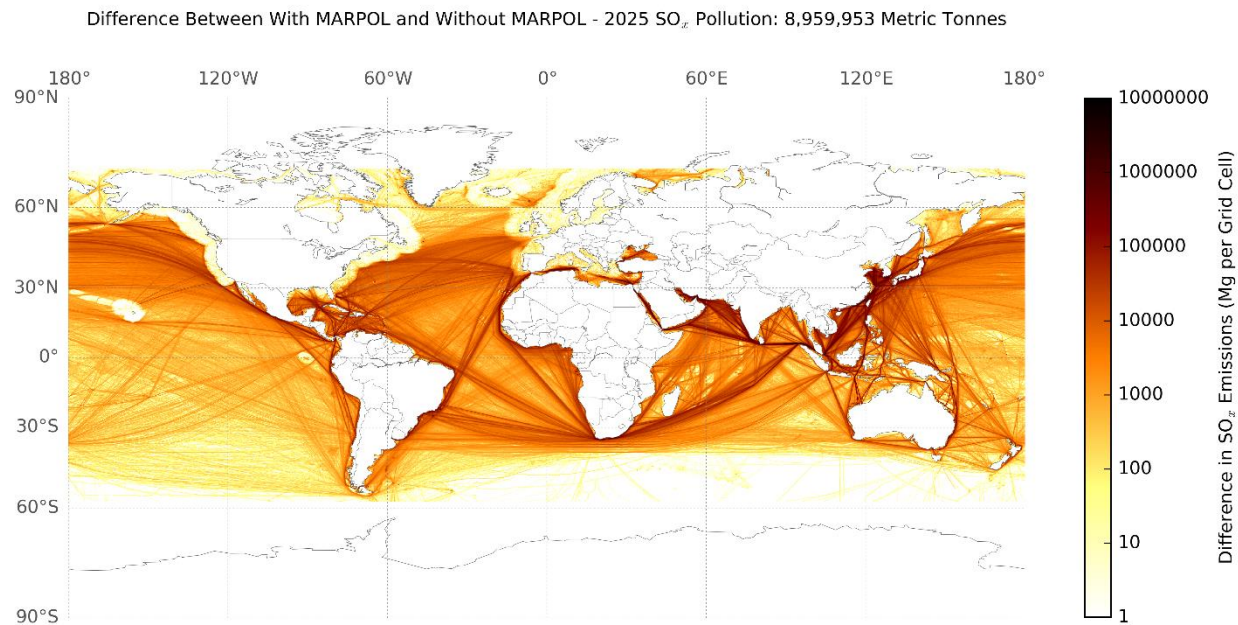 Difference Between With MARPOL and Without MARPOL - 2025 SOₓ Pollution: 8,959,953 Metric Tonnes
180° 120°W 60°W 0° 60°E 120°E 180°
90°N
60°N
30°N
0°
30°S
60°S
90°S
10000000
1000000
100000
10000
1000
100
10
1
Difference in SOₓ Emissions (Mg per Grid Cell)